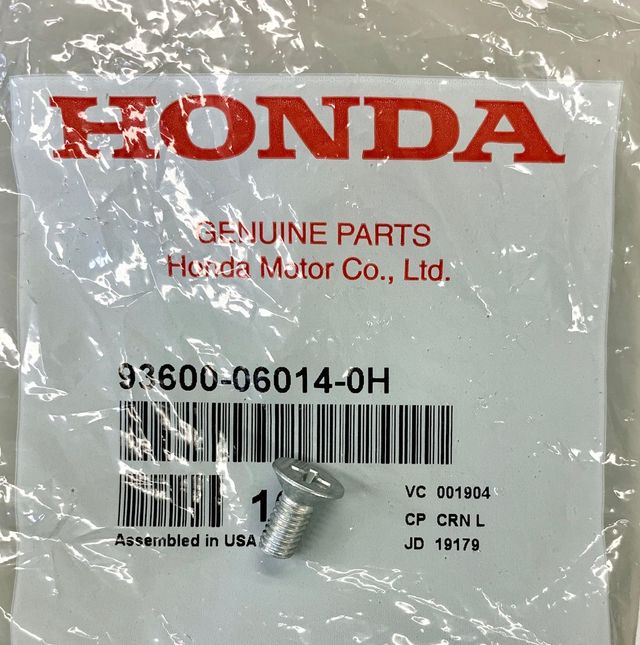 HONDA
GENUINE PARTS
Honda Motor Co., Ltd.
93600-06014-0H
VC 001904
CP CRN L
Assembled in USA
JD 19179